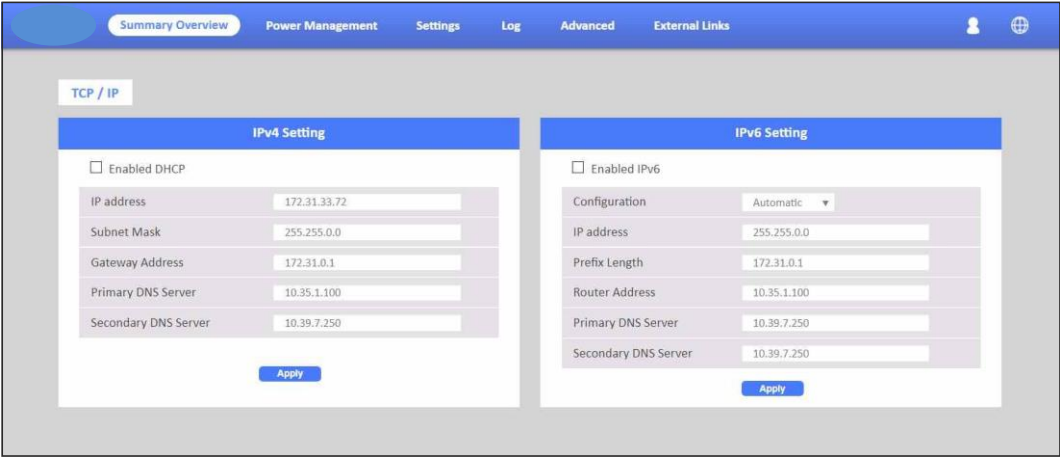 Summary Overview Power Management Settings Log Advanced External Links
TCP / IP
IPv4 Setting
Enabled DHCP
IP address 172.31.33.72
Subnet Mask 255.255.0.0
Gateway Address 172.31.0.1
Primary DNS Server 10.35.1.100
Secondary DNS Server 10.39.7.250
Apply
IPv6 Setting
Enabled IPv6
Configuration Automatic
IP address 255.255.0.0
Prefix Length 172.31.0.1
Router Address 10.35.1.100
Primary DNS Server 10.39.7.250
Secondary DNS Server 10.39.7.250
Apply